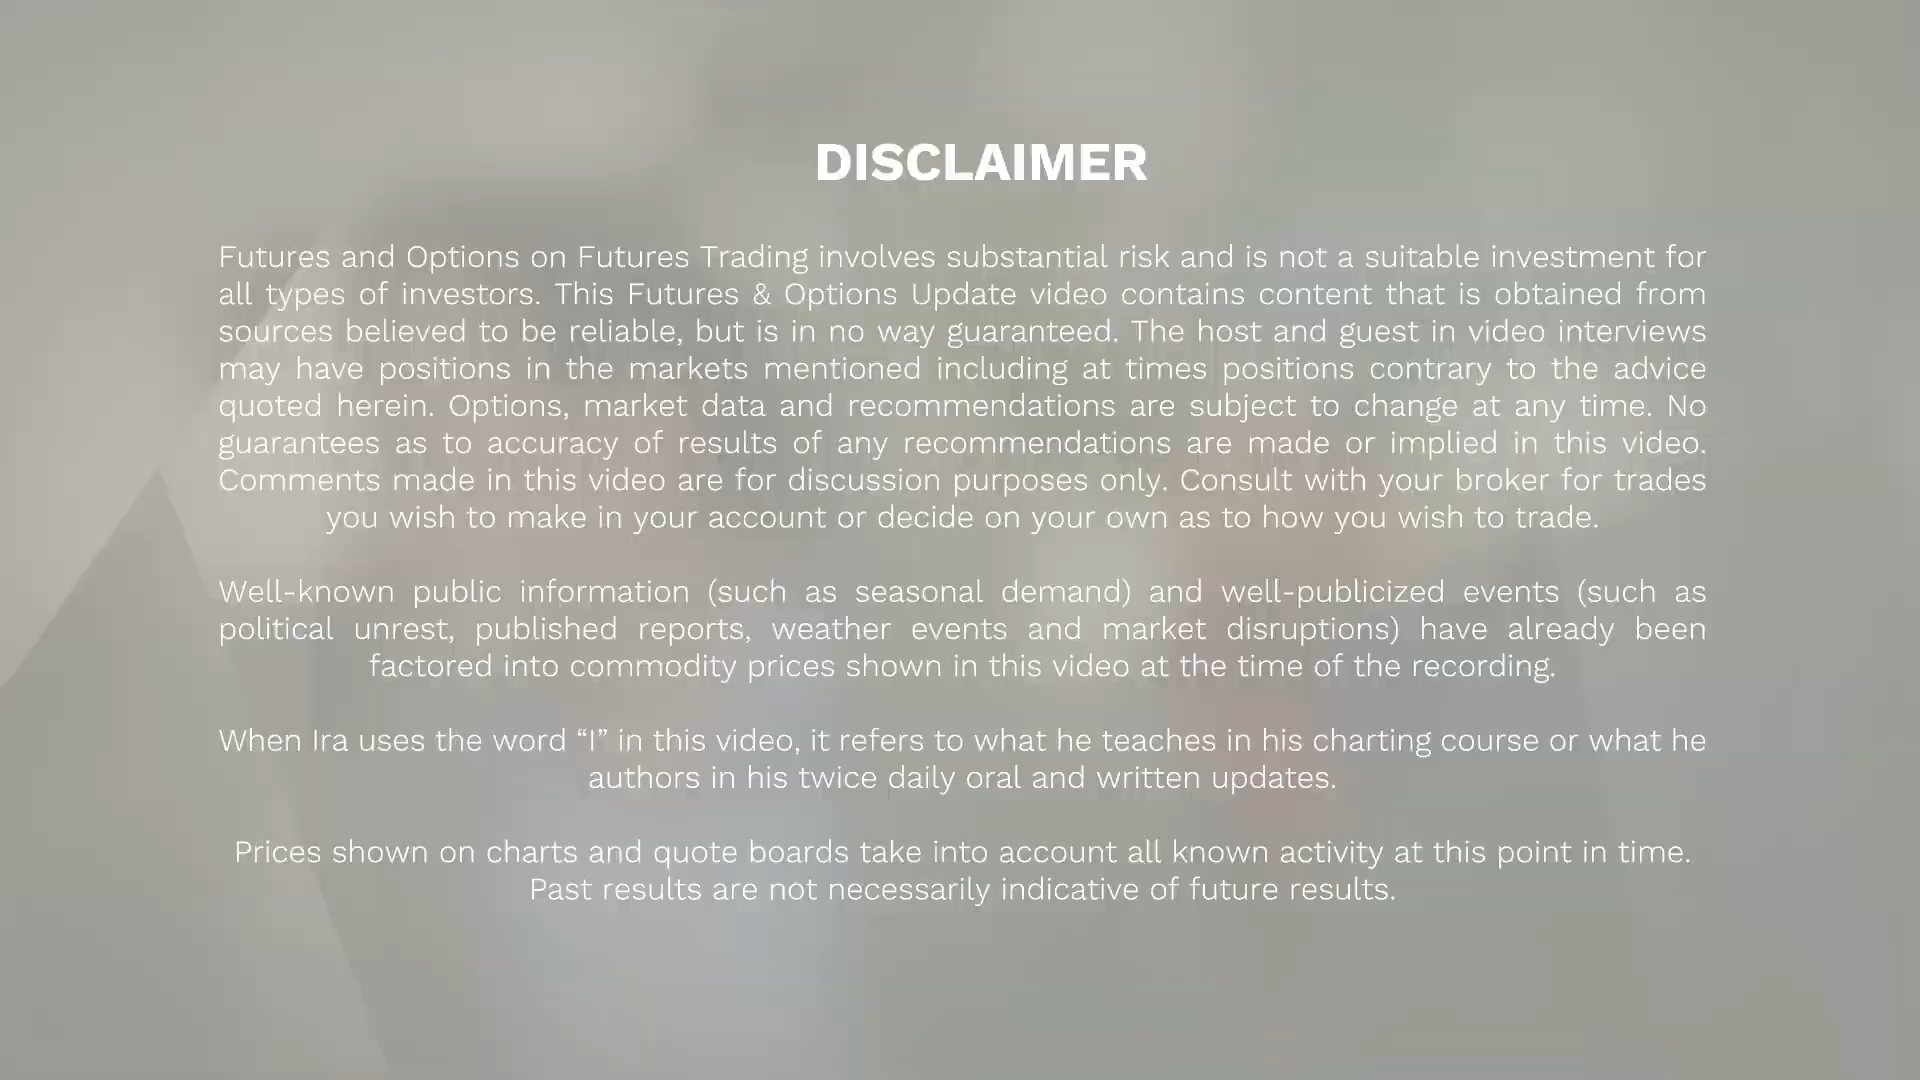 DISCLAIMER
Futures and Options on Futures Trading involves substantial risk and is not a suitable investment for
all types of investors. This Futures & Options Update video contains content that is obtained from
sources believed to be reliable, but is in no way guaranteed. The host and guest in video interviews
may have positions in the markets mentioned including at times positions contrary to the advice
quoted herein. Options, market data and recommendations are subject to change at any time. No
guarantees as to accuracy of results of any recommendations are made or implied in this video.
Comments made in this video are for discussion purposes only. Consult with your broker for trades
you wish to make in your account or decide on your own as to how you wish to trade.
Well-known public information (such as seasonal demand) and well-publicized events (such as
political unrest, published reports, weather events and market disruptions) have already been
factored into commodity prices shown in this video at the time of the recording.
When Ira uses the word “I” in this video, it refers to what he teaches in his charting course or what he
authors in his twice daily oral and written updates.
Prices shown on charts and quote boards take into account all known activity at this point in time.
Past results are not necessarily indicative of future results.